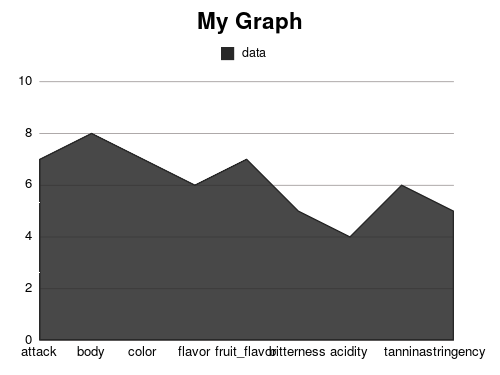 My Graph
data
10
8
6
4
2
0
attack body color flavor fruit_flavor bitterness acidity tannin astringency